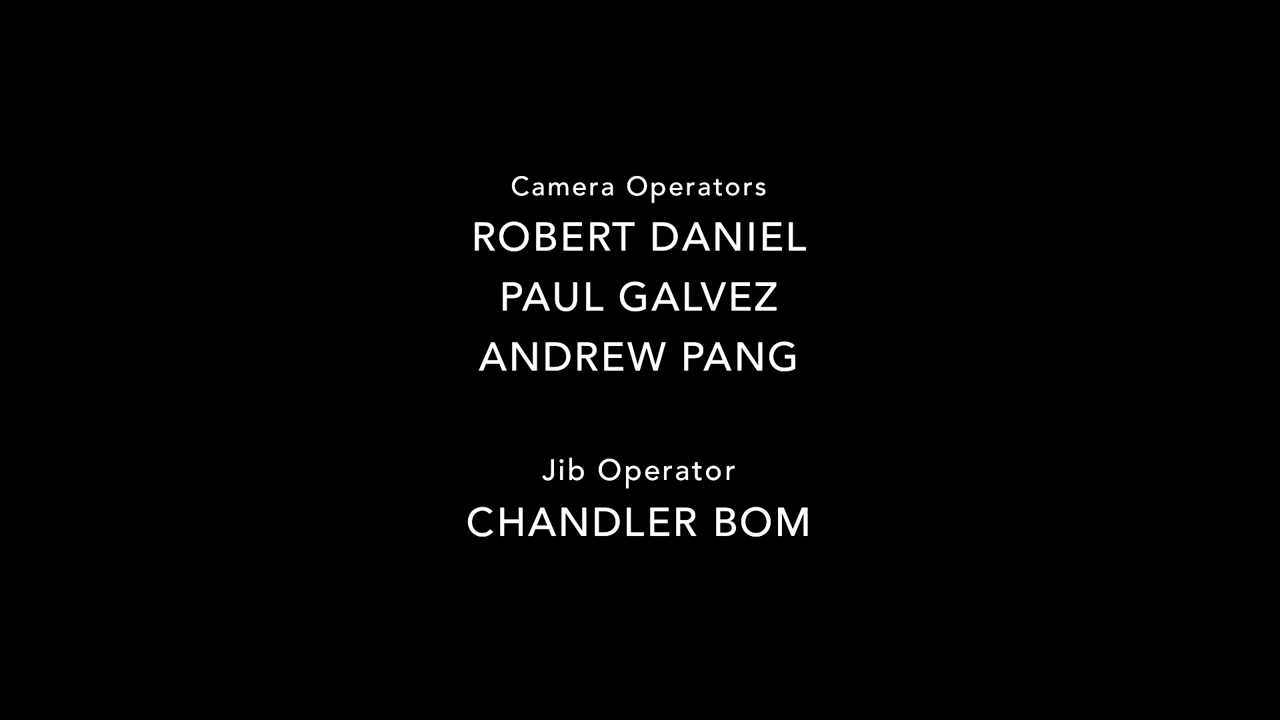 Camera Operators
ROBERT DANIEL
PAUL GALVEZ
ANDREW PANG
Jib Operator
CHANDLER BOM